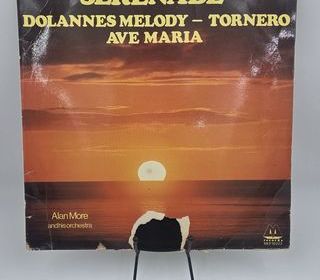 SERENADE
DOLANNES MELODY – TORNERO
AVE MARIA
Alan More
and his orchestra